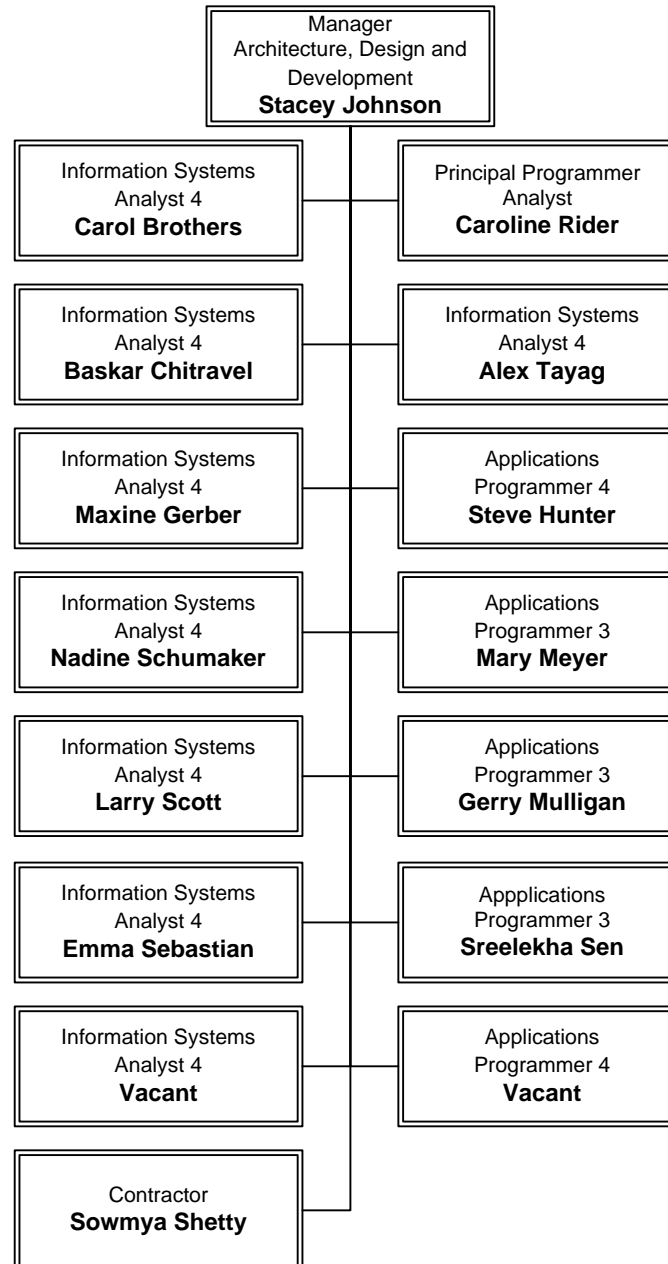 Manager
Architecture, Design and
Development
Stacey Johnson
Information Systems
Analyst 4
Carol Brothers
Principal Programmer
Analyst
Caroline Rider
Information Systems
Analyst 4
Baskar Chitravel
Information Systems
Analyst 4
Alex Tayag
Information Systems
Analyst 4
Maxine Gerber
Applications
Programmer 4
Steve Hunter
Information Systems
Analyst 4
Nadine Schumaker
Applications
Programmer 3
Mary Meyer
Information Systems
Analyst 4
Larry Scott
Applications
Programmer 3
Gerry Mulligan
Information Systems
Analyst 4
Emma Sebastian
Appplications
Programmer 3
Sreelekha Sen
Information Systems
Analyst 4
Vacant
Applications
Programmer 4
Vacant
Contractor
Sowmya Shetty